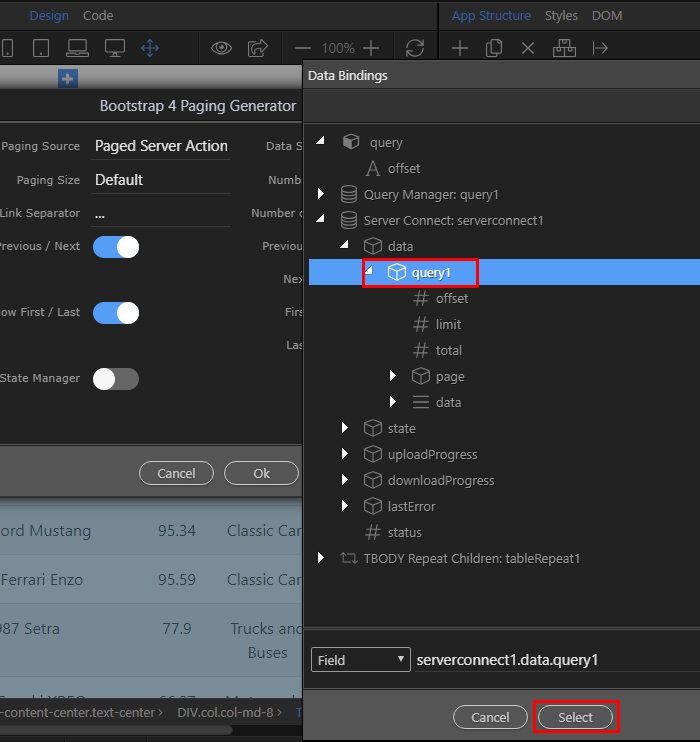 Design Code
App Structure Styles DOM
100%
Data Bindings
Bootstrap 4 Paging Generator
Paging Source Paged Server Action Data S
Paging Size Default Numb
Link Separator ... Number o
Previous / Next Previou
Nex
ow First / Last Firs
Las
State Manager
Cancel Ok
query
offset
Query Manager: query1
Server Connect: serverconnect1
data
query1
offset
limit
total
page
data
state
uploadProgress
downloadProgress
lastError
status
TBODY Repeat Children: tableRepeat1
ord Mustang 95.34 Classic Car
Ferrari Enzo 95.59 Classic Car
987 Setra 77.9 Trucks and
Buses
Field serverconnect1.data.query1
Cancel Select
-content-center.text-center › DIV.col.col-md-8 › T